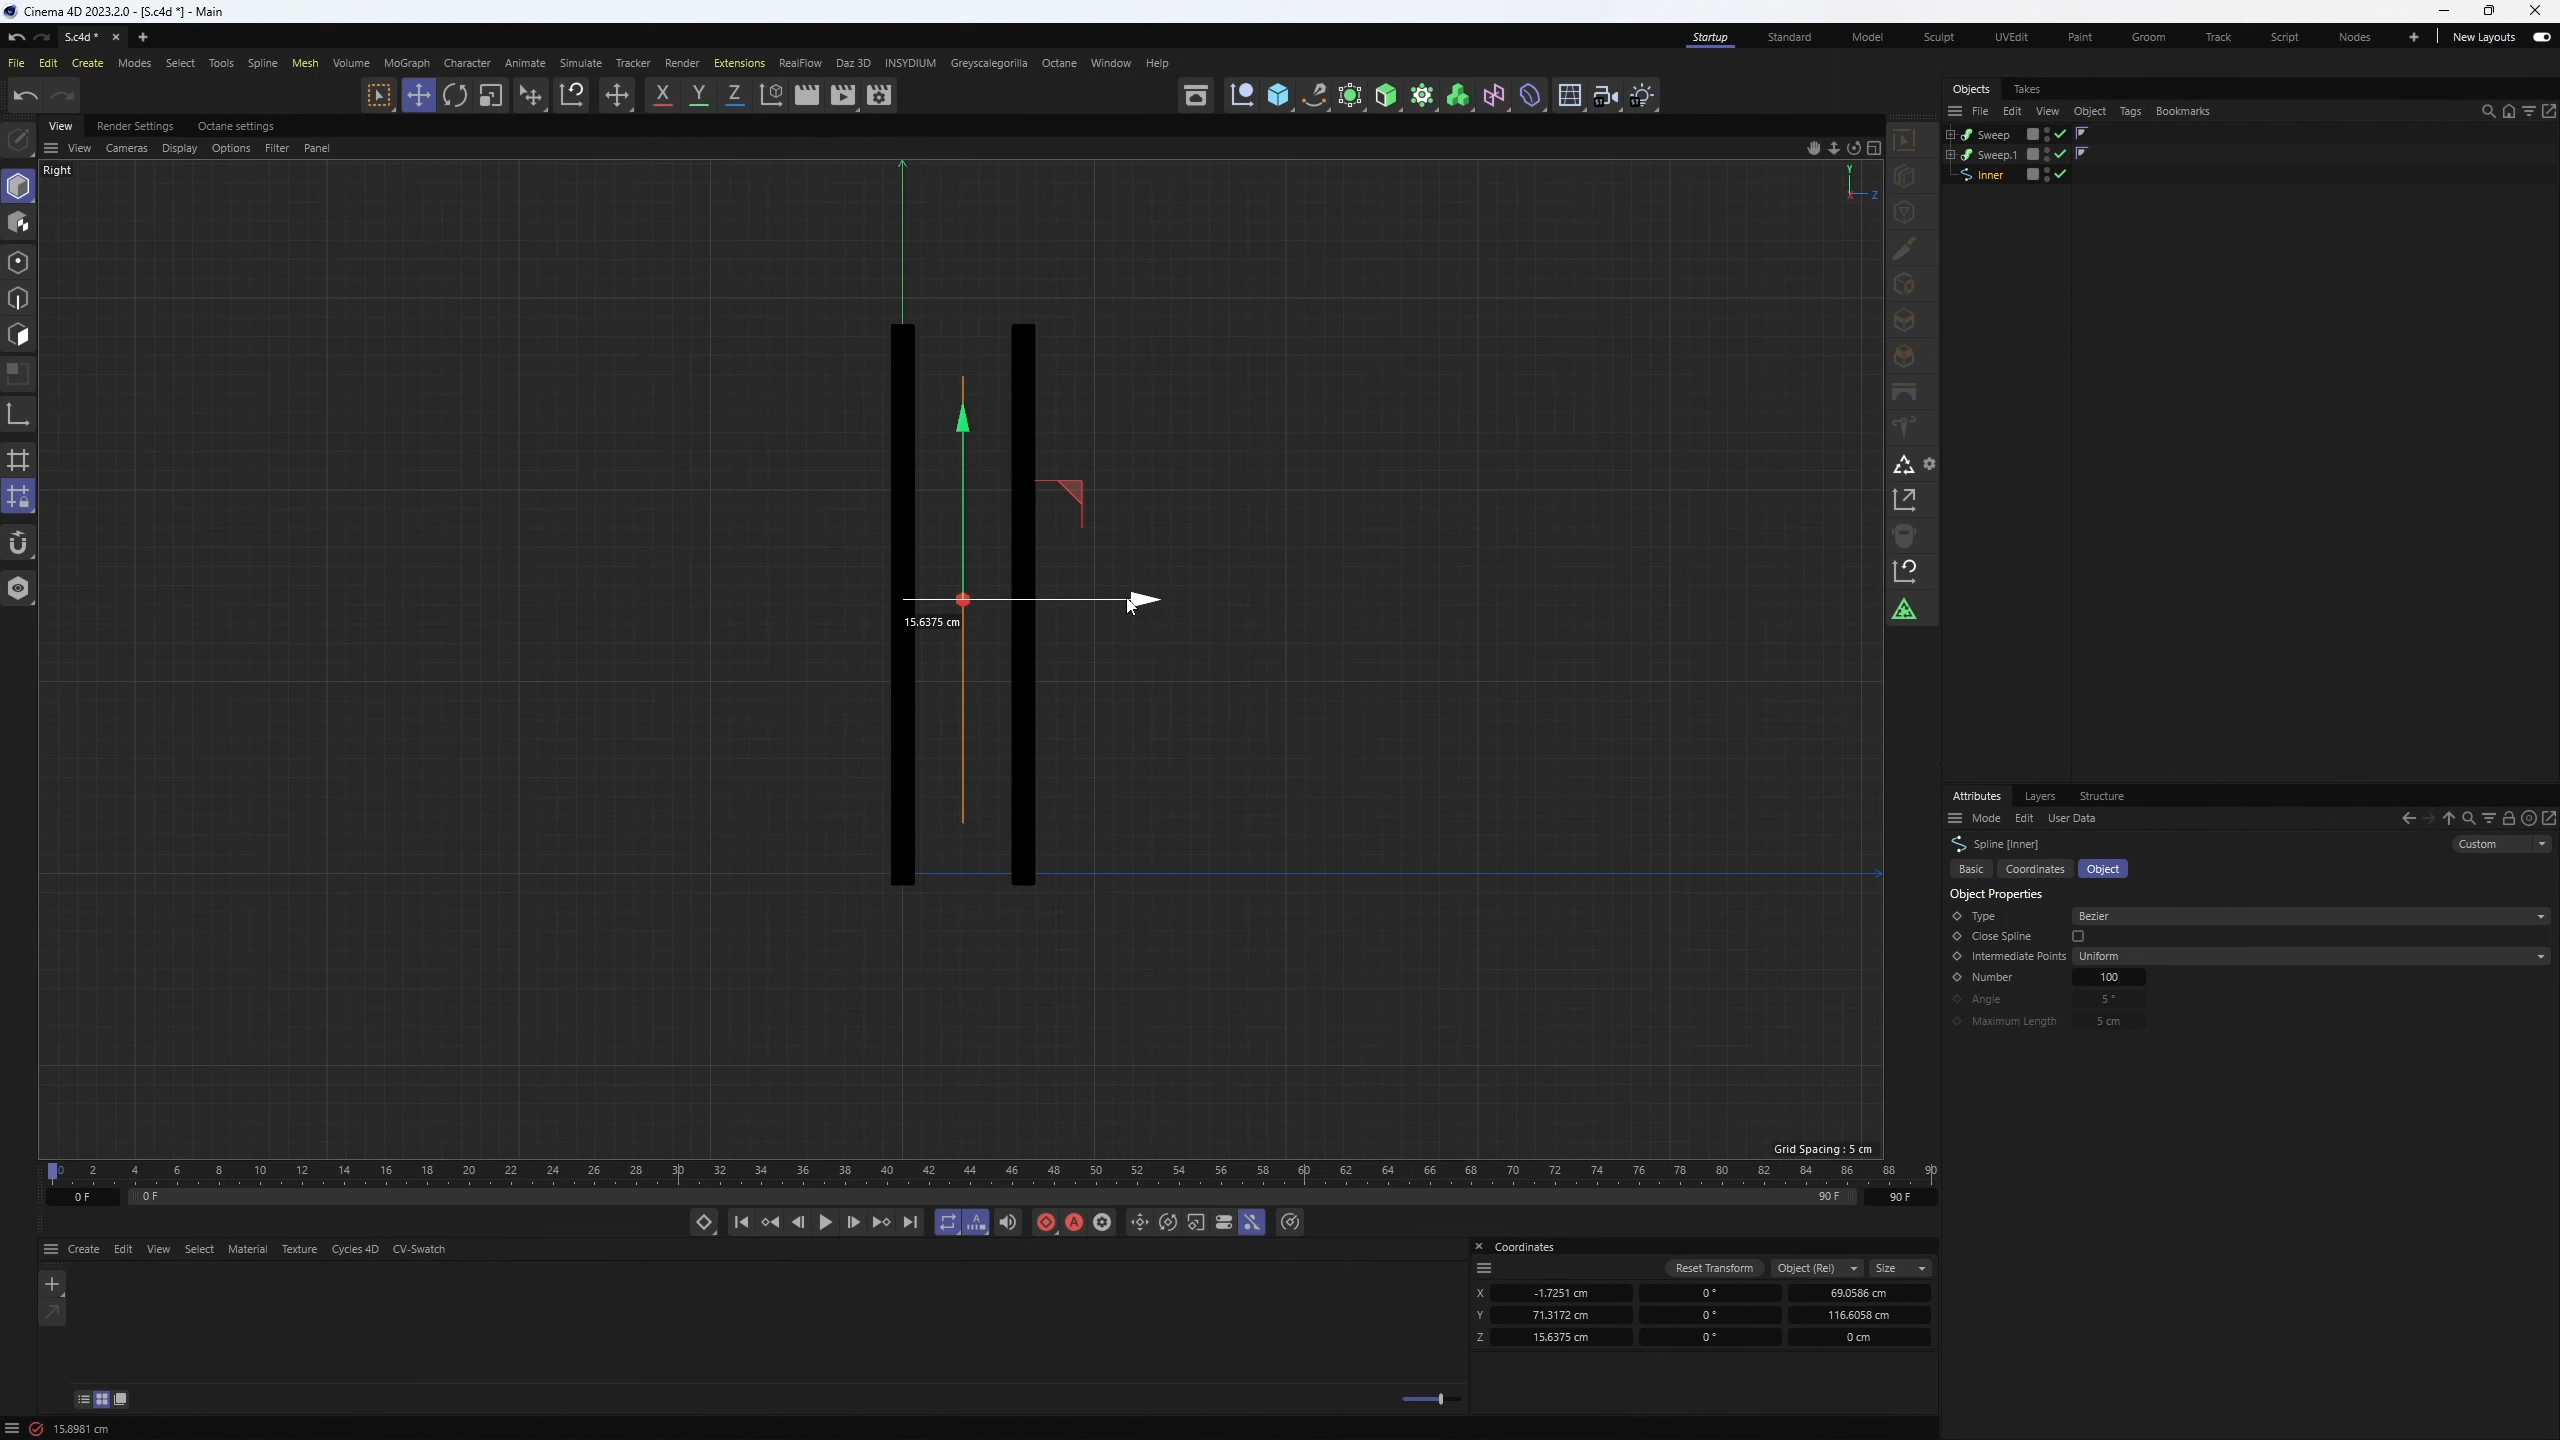 Cinema 4D 2023.2.0 - [S.c4d *] - Main
S.c4d *
Startup Standard Model Sculpt UVEdit Paint Groom Track Script Nodes New Layouts
File Edit Create Modes Select Tools Spline Mesh Volume MoGraph Character Animate Simulate Tracker Render Extensions RealFlow Daz 3D INSYDIUM Greyscalegorilla Octane Window Help
X Y Z
Objects Takes
File Edit View Object Tags Bookmarks
View Render Settings Octane settings
View Cameras Display Options Filter Panel
Right
Y
Z
X
Sweep
Sweep.1
Inner
15.6375 cm
Grid Spacing : 5 cm
Attributes Layers Structure
Mode Edit User Data
Spline [Inner] Custom
Basic Coordinates Object
Object Properties
Type Bezier
Close Spline
Intermediate Points Uniform
Number 100
Angle 5 °
Maximum Length 5 cm
0 2 4 6 8 10 12 14 16 18 20 22 24 26 28 30 32 34 36 38 40 42 44 46 48 50 52 54 56 58 60 62 64 66 68 70 72 74 76 78 80 82 84 86 88 90
0 F 0 F 90 F 90 F
Create Edit View Select Material Texture Cycles 4D CV-Swatch
Coordinates
Reset Transform Object (Rel) Size
X -1.7251 cm 0 ° 69.0586 cm
Y 71.3172 cm 0 ° 116.6058 cm
Z 15.6375 cm 0 ° 0 cm
15.8981 cm